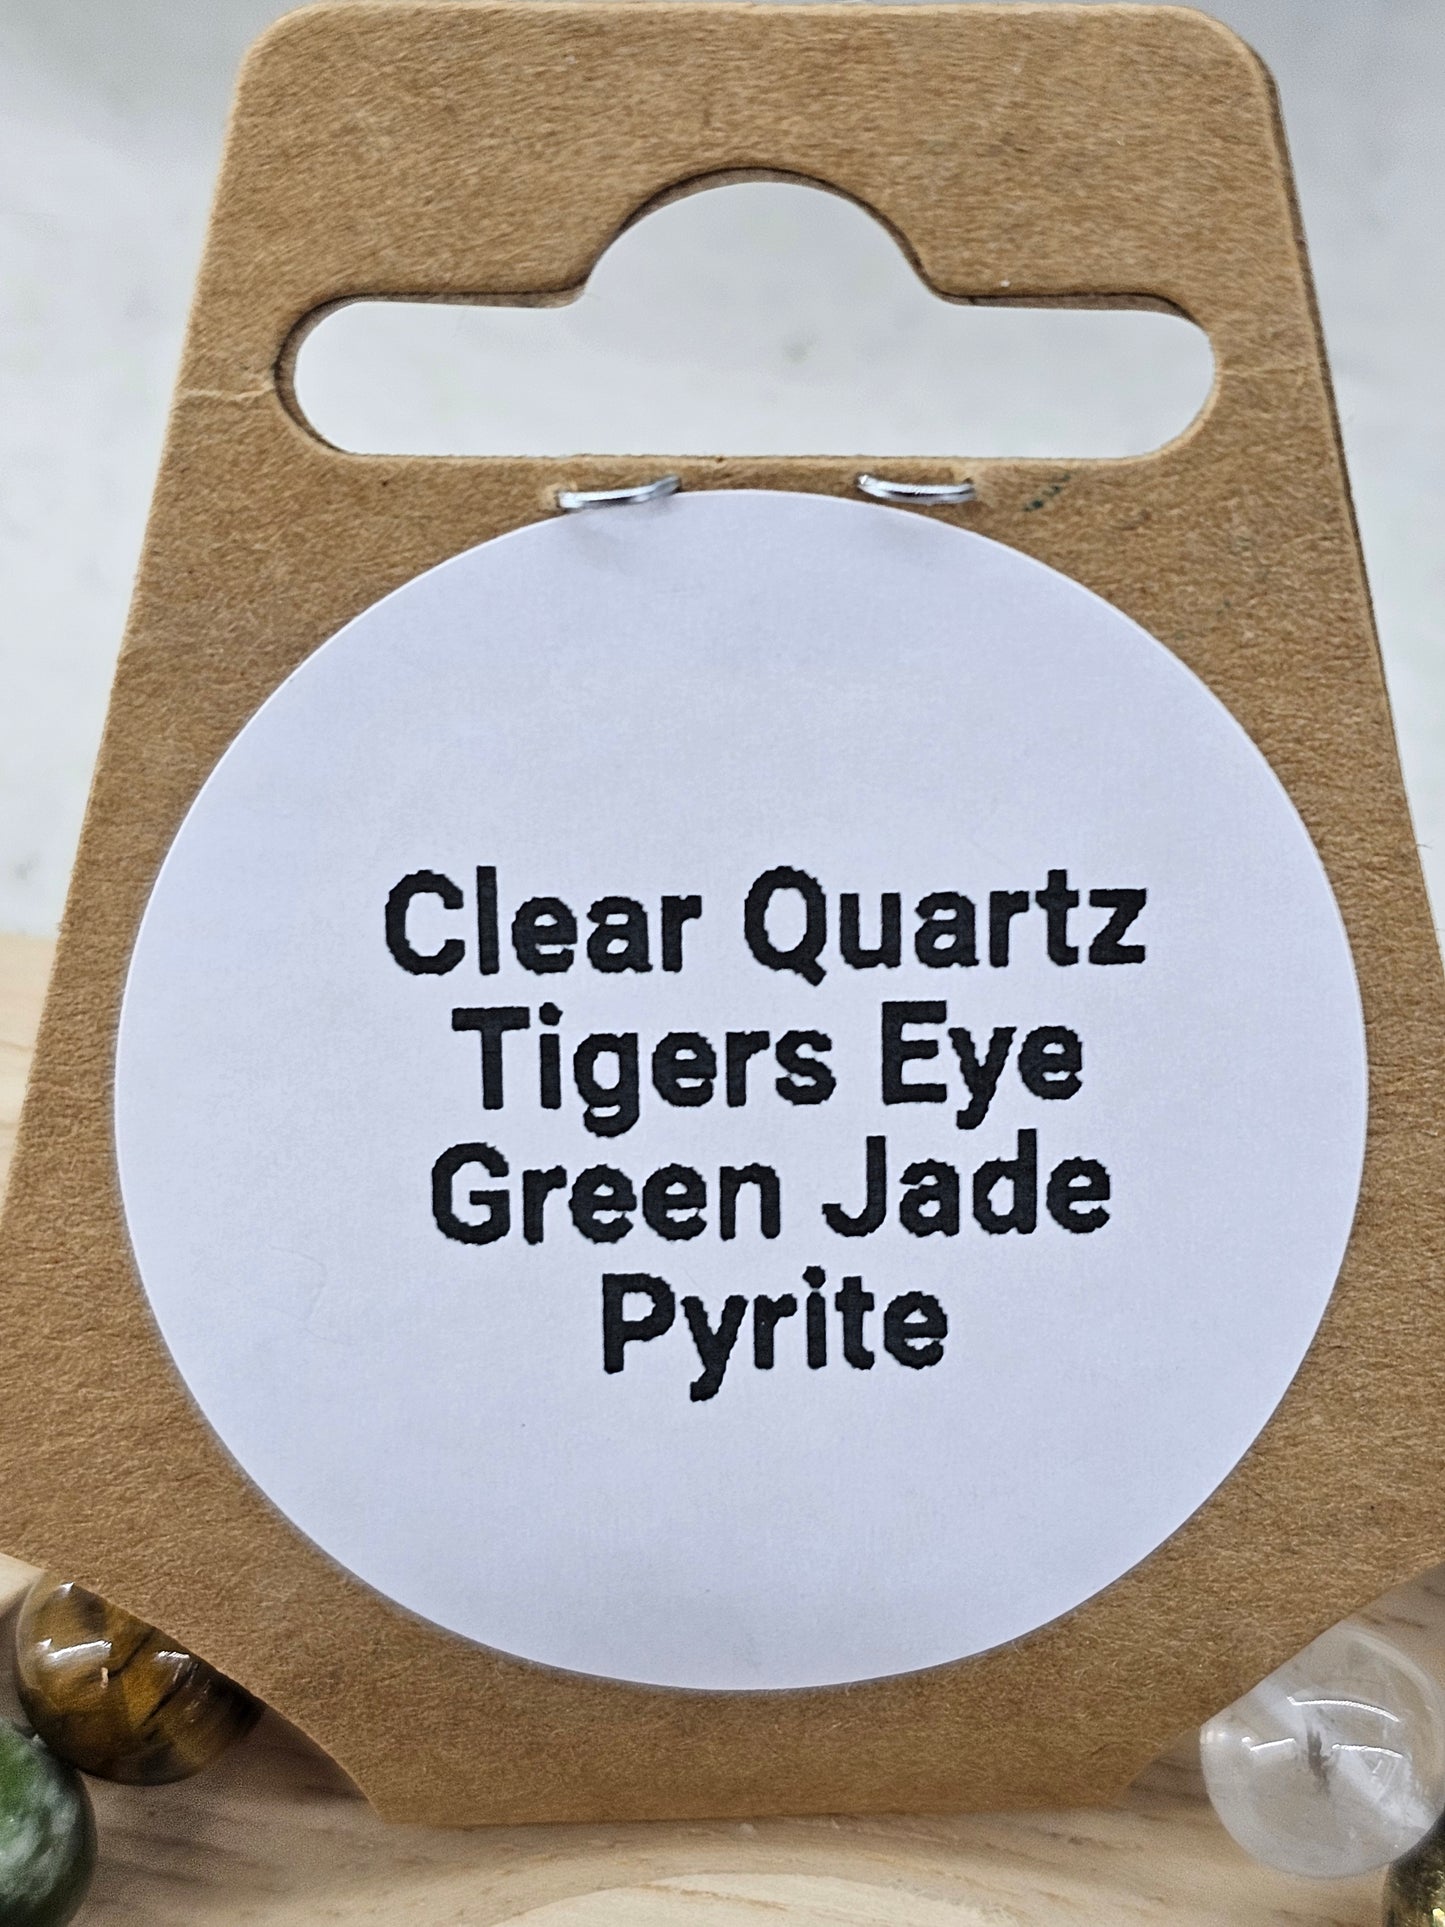 Clear Quartz
Tigers Eye
Green Jade
Pyrite